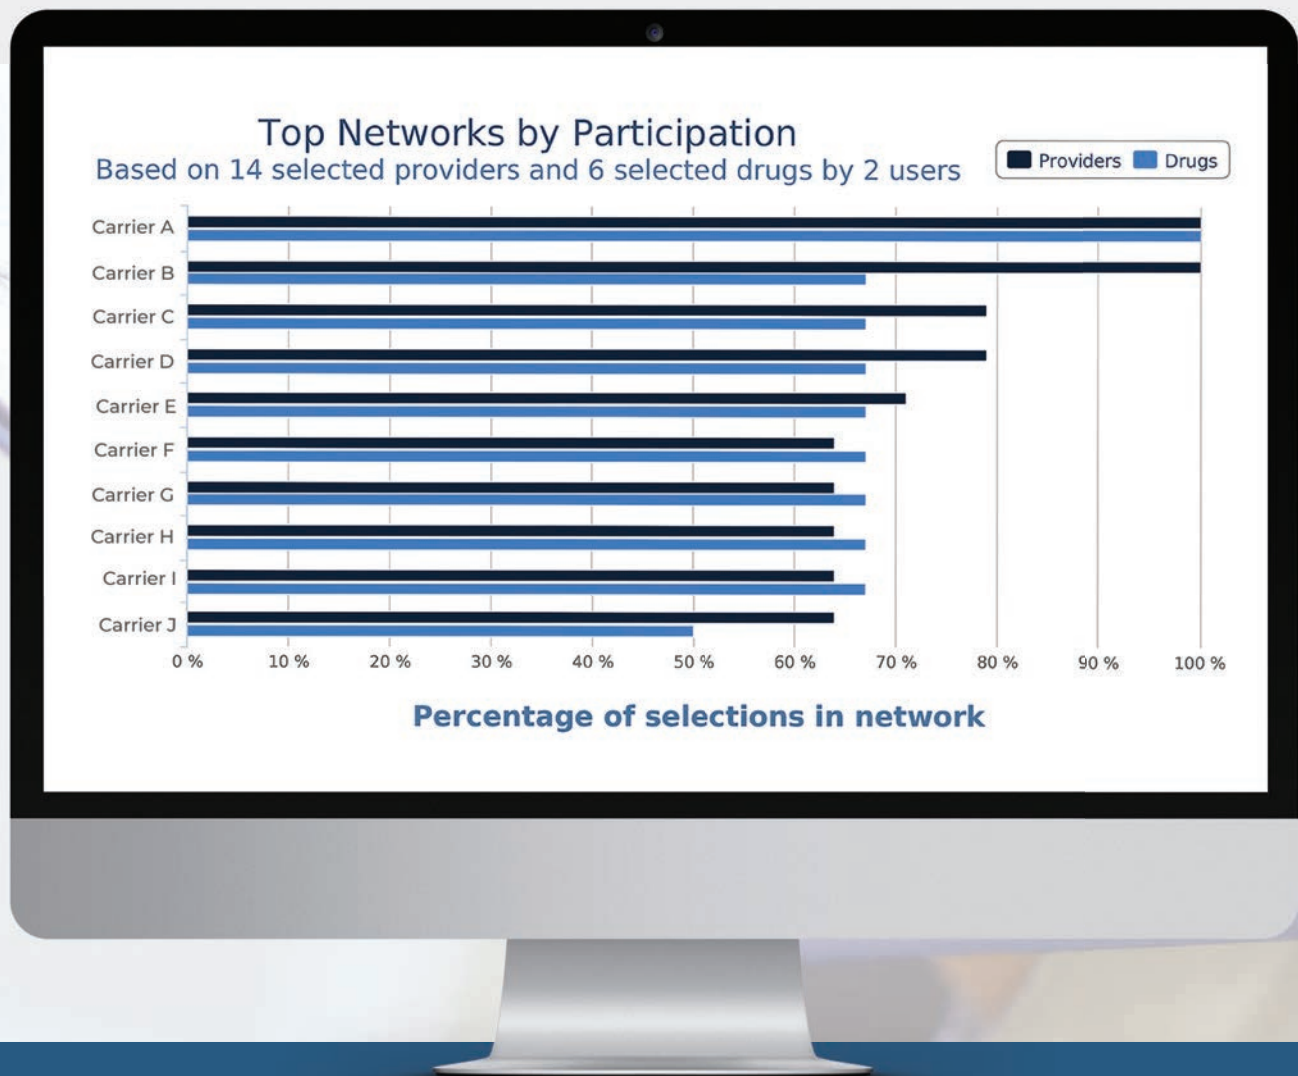 Top Networks by Participation
Based on 14 selected providers and 6 selected drugs by 2 users
Providers Drugs
Carrier A
Carrier B
Carrier C
Carrier D
Carrier E
Carrier F
Carrier G
Carrier H
Carrier I
Carrier J
0 % 10 % 20 % 30 % 40 % 50 % 60 % 70 % 80 % 90 % 100 %
Percentage of selections in network